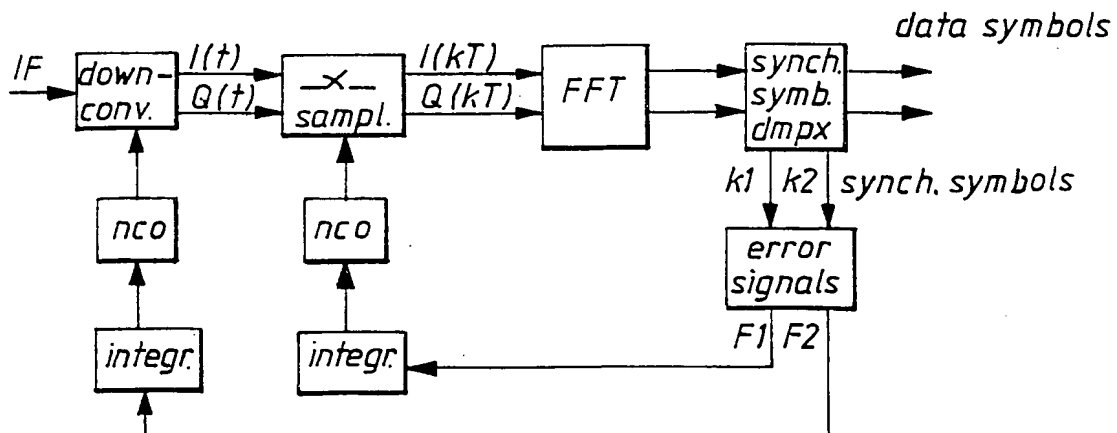 data symbols
IF
down-
conv.
I(t)
Q(t)
sampl.
I(kT)
Q(kT)
FFT
synch.
symb.
dmpx
k1 k2 synch. symbols
nco
nco
error
signals
F1 F2
integr.
integr.